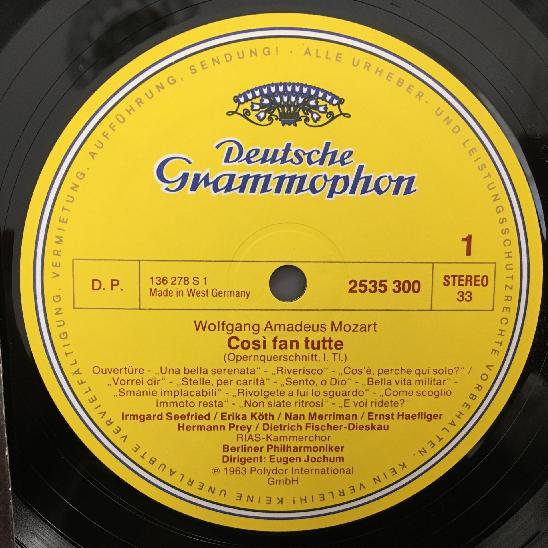 KEINE UNERLAUBTE VERVIELFÄLTIGUNG, VERMIETUNG, AUFFÜHRUNG, SENDUNG! · ALLE URHEBER- UND LEISTUNGSSCHUTZRECHTE VORBEHALTEN. KEIN VERLEIH!
Deutsche
Grammophon
1
D. P.
136 278 S 1
Made in West Germany
2535 300
STEREO
33
Wolfgang Amadeus Mozart
Così fan tutte
(Opernquerschnitt, I. Tl.)
Ouvertüre - „Una bella serenata" - „Riverisco" - „Cos'è, perche qui solo?" /
„Vorrei dir" - „Stelle, per carità" - „Sento, o Dio" - „Bella vita militar" -
„Smanie implacabili" - „Rivolgete a lui lo sguardo" - „Come scoglio
immoto resta" - „Non siate ritrosi" - „E voi ridete?"
Irmgard Seefried / Erika Köth / Nan Merriman / Ernst Haefliger
Hermann Prey / Dietrich Fischer-Dieskau
RIAS-Kammerchor
Berliner Philharmoniker
Dirigent: Eugen Jochum
℗ 1963 Polydor International
GmbH